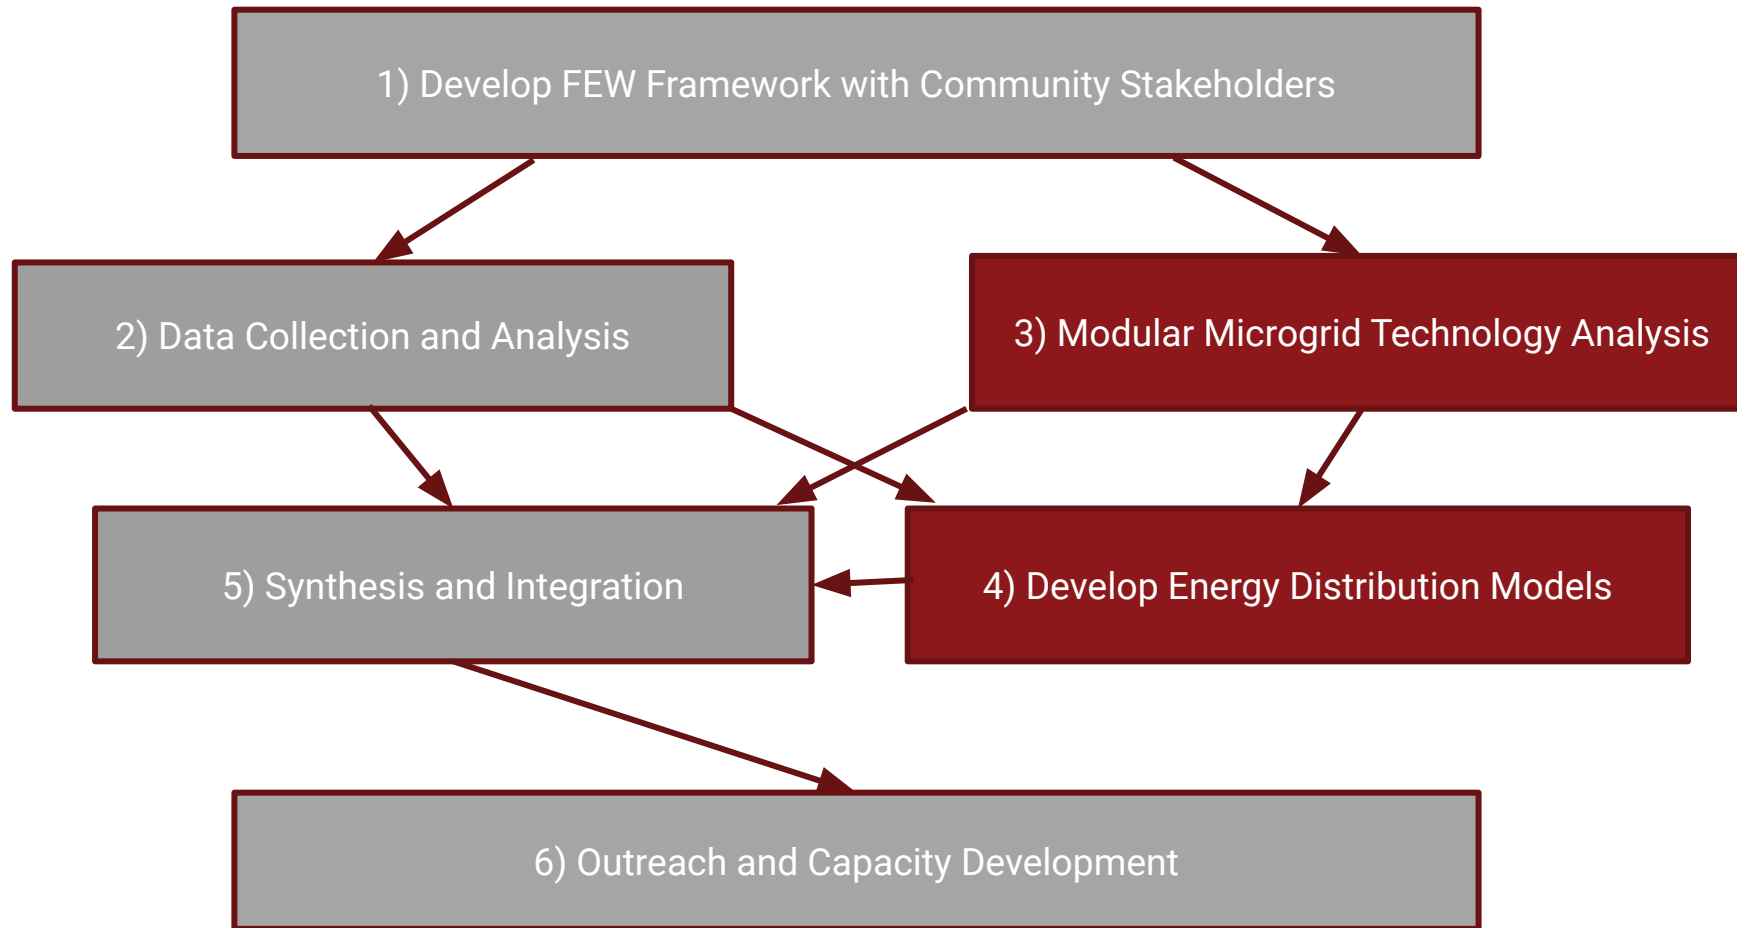 1) Develop FEW Framework with Community Stakeholders
2) Data Collection and Analysis
3) Modular Microgrid Technology Analysis
5) Synthesis and Integration
4) Develop Energy Distribution Models
6) Outreach and Capacity Development